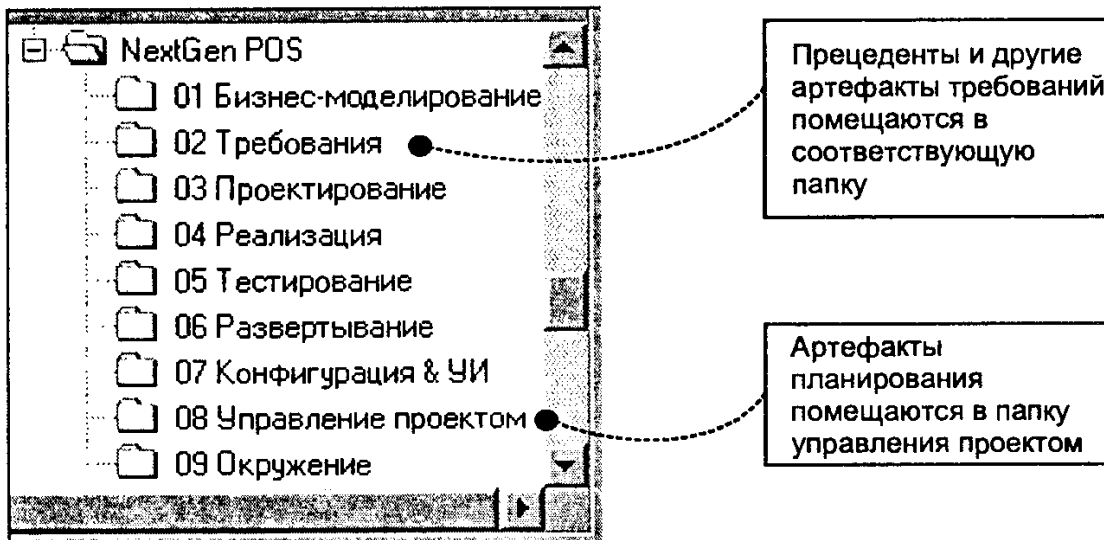 NextGen POS
01 Бизнес-моделирование
02 Требования
03 Проектирование
04 Реализация
05 Тестирование
06 Развертывание
07 Конфигурация & УИ
08 Управление проектом
09 Окружение
Прецеденты и другие
артефакты требований
помещаются в
соответствующую
папку
Артефакты
планирования
помещаются в папку
управления проектом